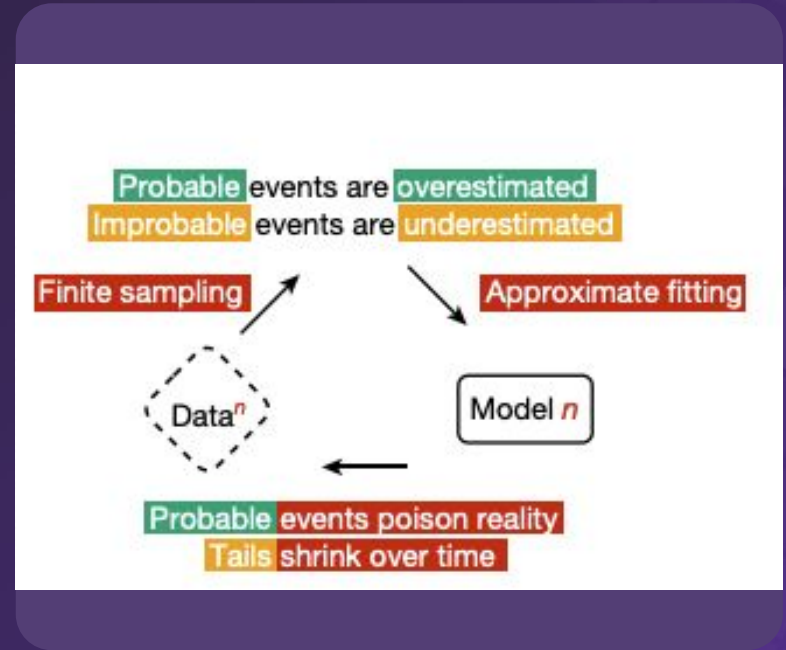 Probable events are overestimated
Improbable events are underestimated
Finite sampling
Approximate fitting
Dataⁿ
Model n
Probable events poison reality
Tails shrink over time